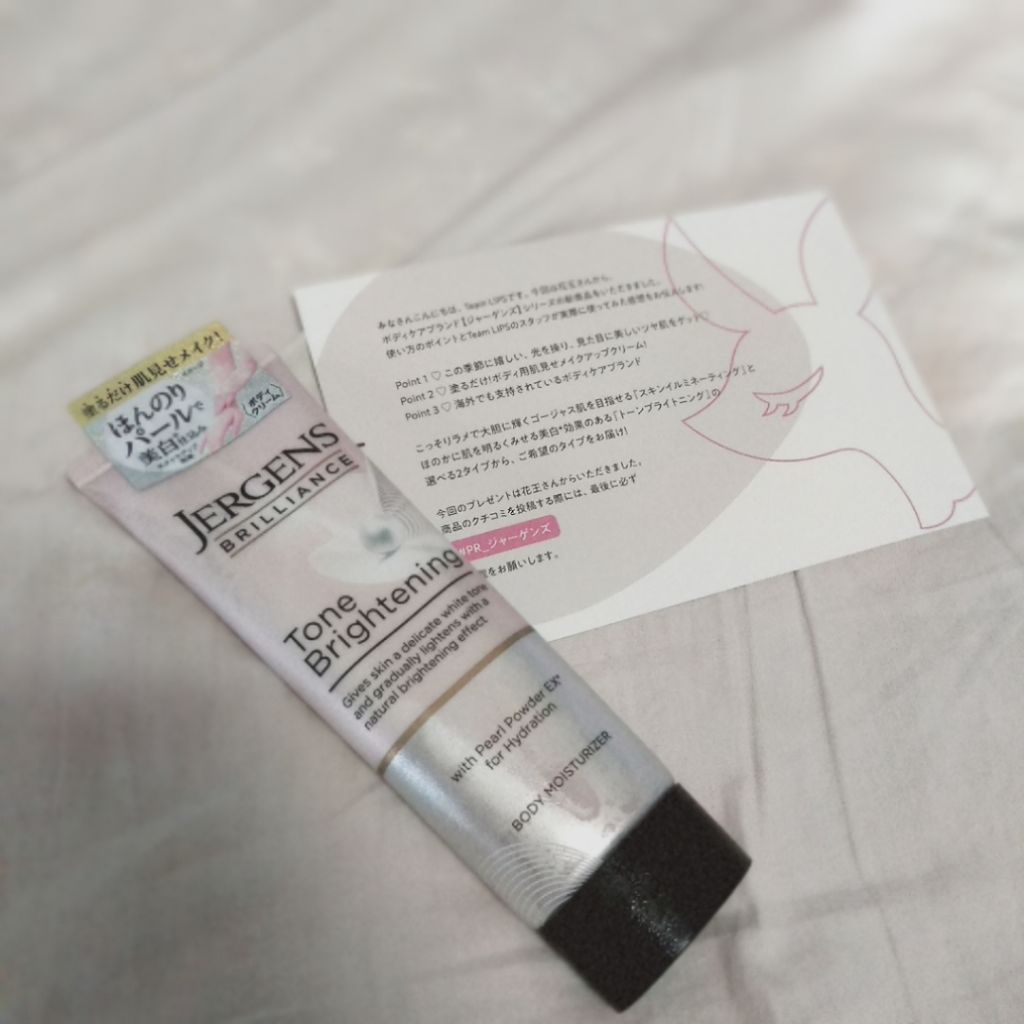 塗るだけ肌見せメイク!
ほんのり
パールで
美白
仕込み
ボディ
クリーム
JERGENS
BRILLIANCE
Tone
Brightening
Gives skin a delicate white tone
and gradually lightens with a
natural brightening effect
with Pearl Powder EX*
for Hydration
BODY MOISTURIZER
みなさんこんにちは、Team LIPSです。今回は花王さんから、
ボディケアブランド【ジャーゲンズ】シリーズの新商品をいただきました。
使い方のポイントとTeam LIPSのスタッフが実際に使ってみた感想をお伝えします!
Point 1 ♡ この季節に嬉しい、光を操り、見た目に美しいツヤ肌をゲット♡
Point 2 ♡ 塗るだけ!ボディ用肌見せメイクアップクリーム!
Point 3 ♡ 海外でも支持されているボディケアブランド
こっそりラメで大胆に輝くゴージャス肌を目指せる「スキンイルミネーティング」と
ほのかに肌を明るくみせる美白*効果のある「トーンブライトニング」の
選べる2タイプから、ご希望のタイプをお届け!
今回のプレゼントは花王さんからいただきました。
商品のクチコミを投稿する際には、最後に必ず
#PR_ジャーゲンズ
をお願いします。